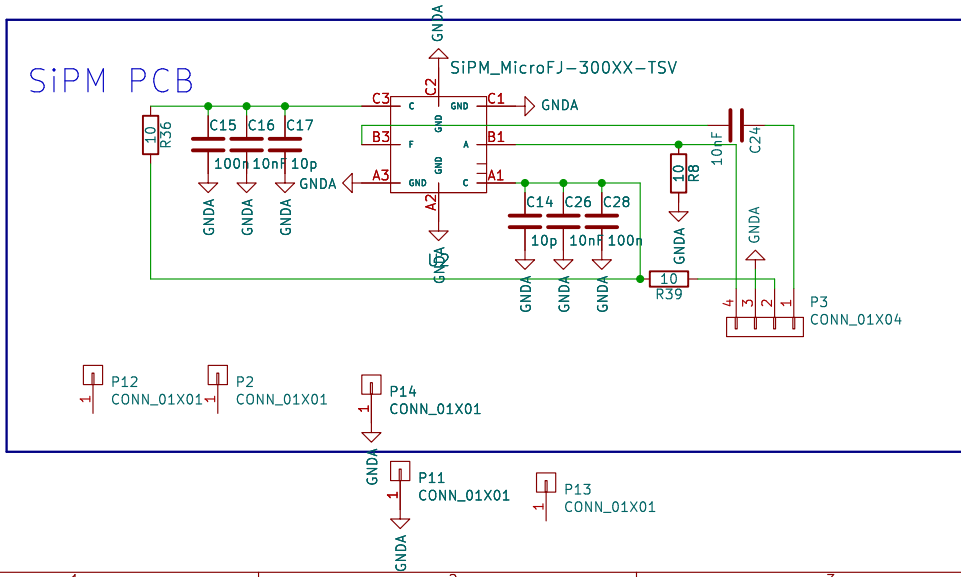 GNDA
SiPM PCB
SiPM_MicroFJ-300XX-TSV
C2
C3
C
GND
C1
GNDA
GND
10
R36
C15
C16
C17
B3
F
A
B1
10nF
C24
100n
10nF
10p
GND
10
R8
GNDA
A3
GND
C
A1
A2
C14
C26
C28
GNDA
GNDA
GNDA
GNDA
U2
10p
10nF
100n
GNDA
GNDA
GNDA
GNDA
GNDA
GNDA
10
R39
4
3
2
1
P3
CONN_01X04
P12
CONN_01X01
1
P2
CONN_01X01
1
P14
CONN_01X01
1
GNDA
P11
CONN_01X01
1
GNDA
P13
CONN_01X01
1